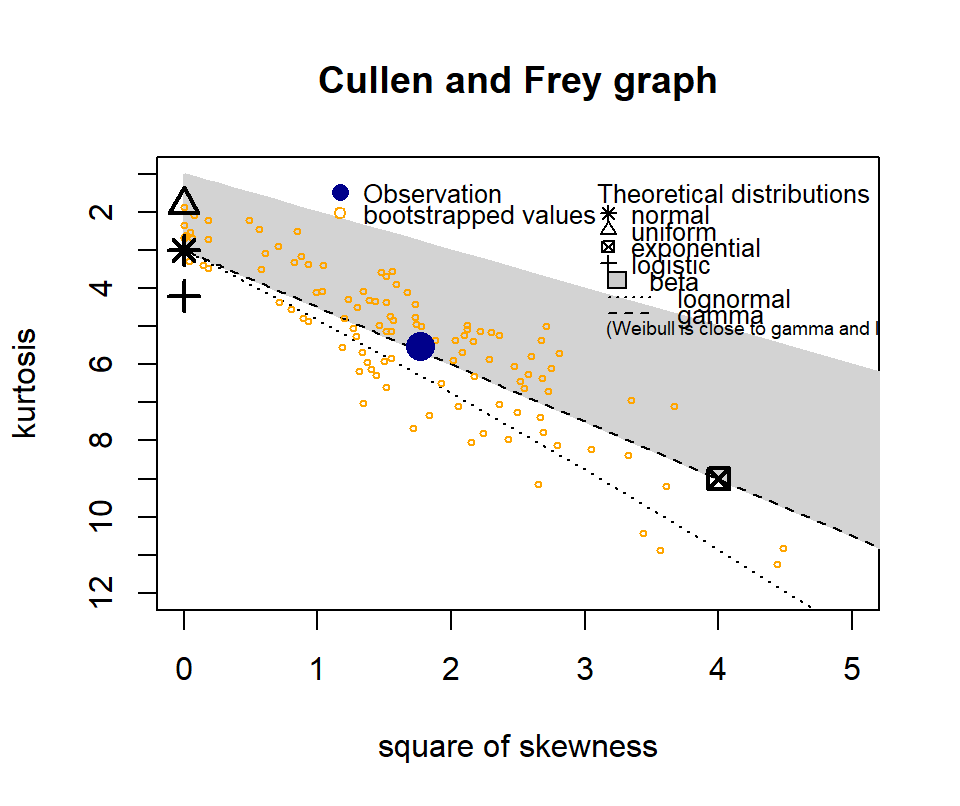 Cullen and Frey graph
Observation
bootstrapped values
Theoretical distributions
normal
uniform
exponential
logistic
beta
lognormal
gamma
(Weibull is close to gamma and l
kurtosis
2
4
6
8
10
12
0 1 2 3 4 5
square of skewness